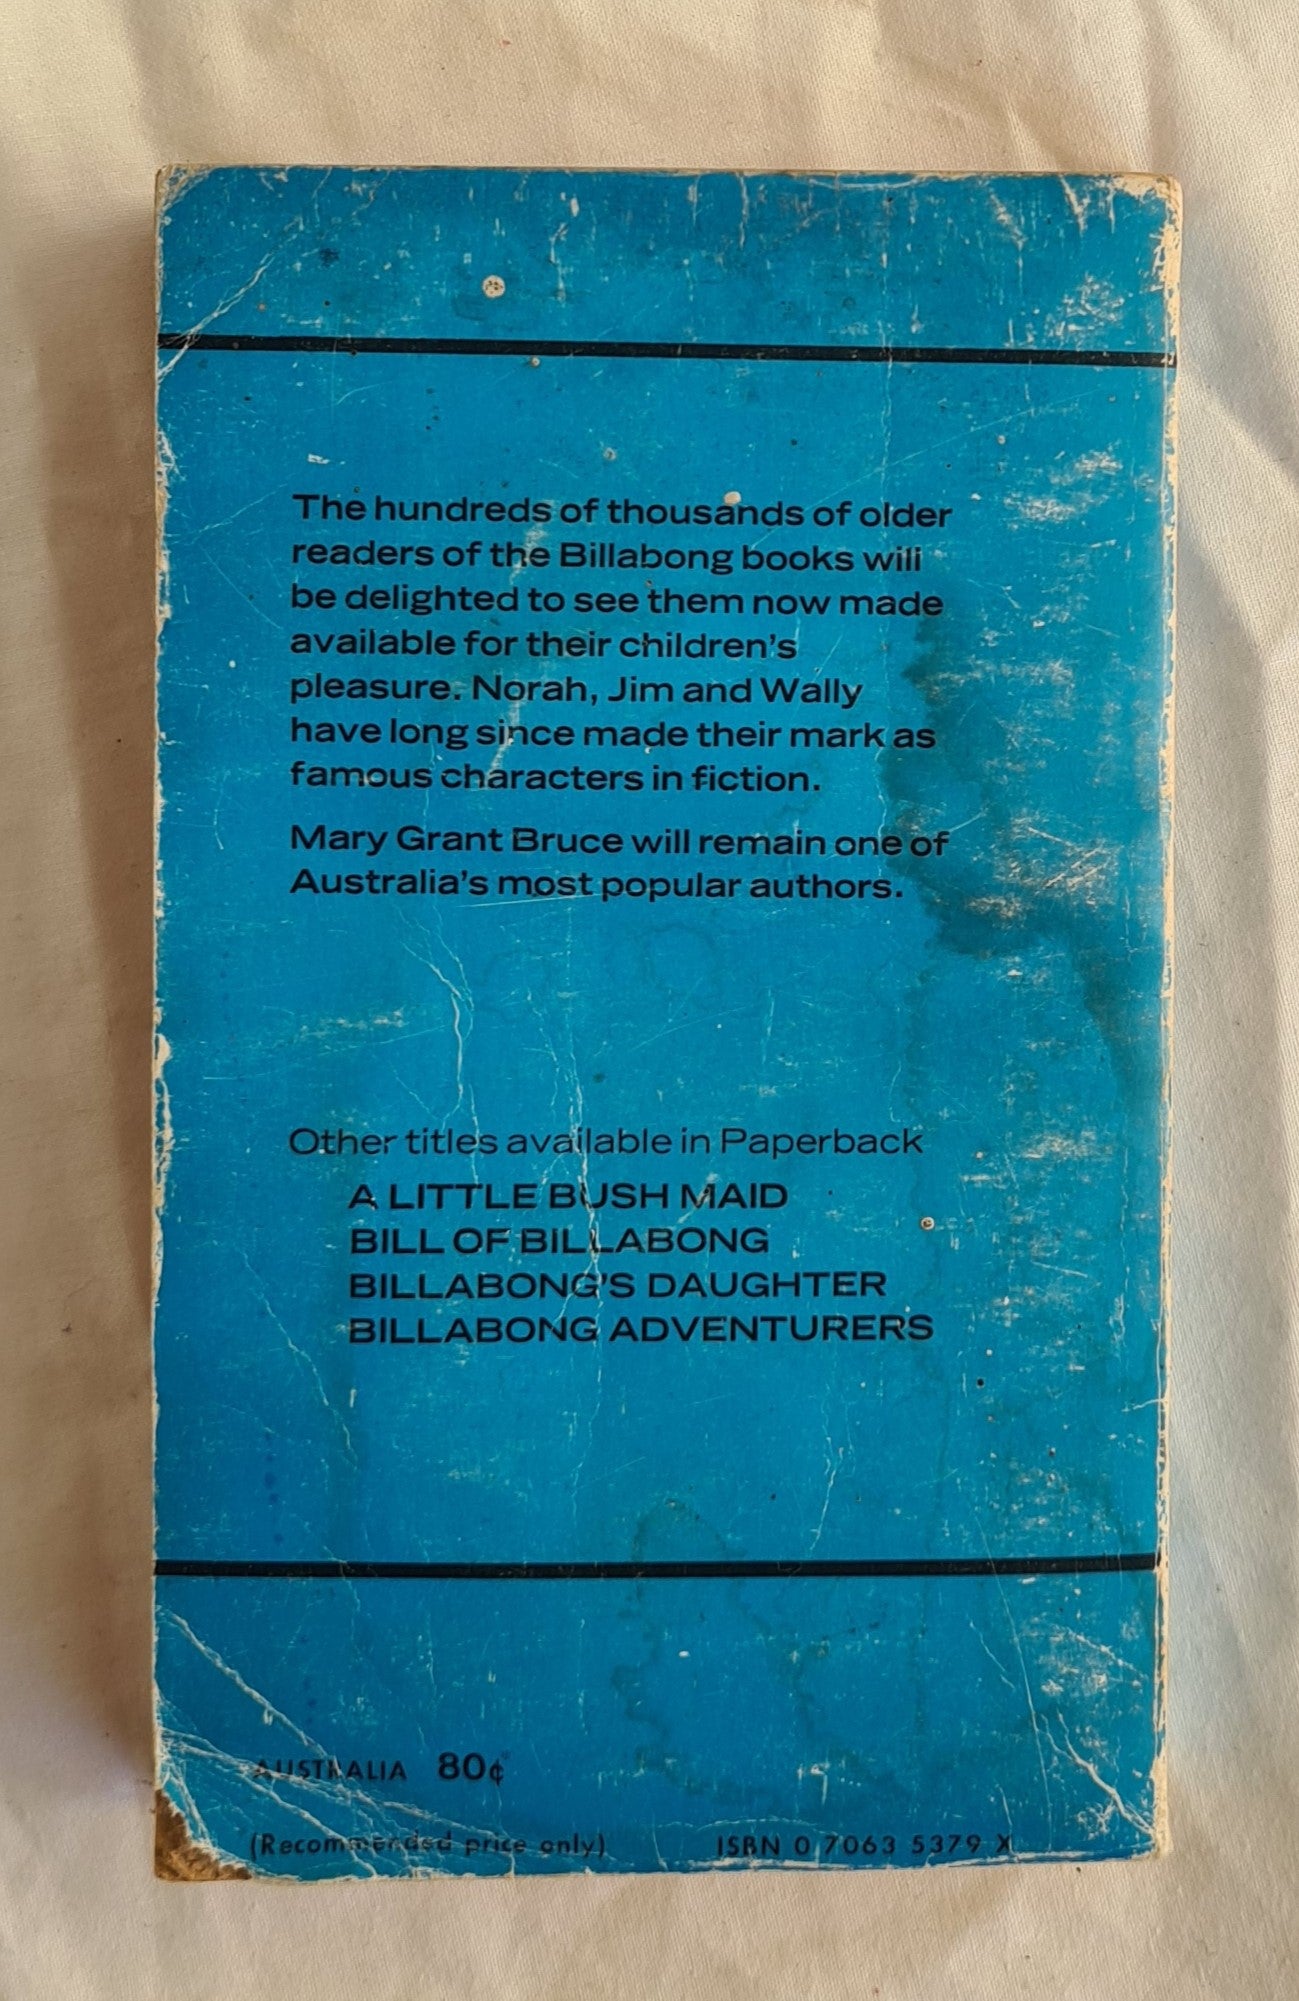 The hundreds of thousands of older
readers of the Billabong books will
be delighted to see them now made
available for their children's
pleasure. Norah, Jim and Wally
have long since made their mark as
famous characters in fiction.
Mary Grant Bruce will remain one of
Australia's most popular authors.
Other titles available in Paperback
A LITTLE BUSH MAID
BILL OF BILLABONG
BILLABONG'S DAUGHTER
BILLABONG ADVENTURERS
AUSTRALIA 80¢
(Recommended price only) ISBN 0 7063 5379 X